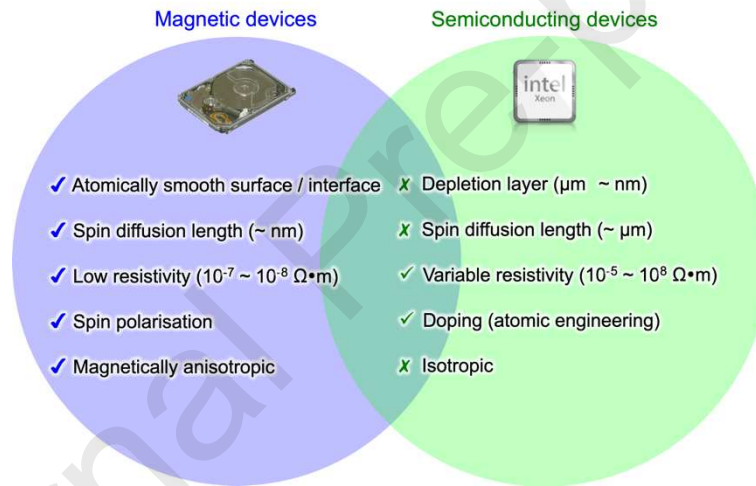 Magnetic devices
Semiconducting devices
intel
Xeon
✓ Atomically smooth surface / interface
✗ Depletion layer (µm ~ nm)
✓ Spin diffusion length (~ nm)
✗ Spin diffusion length (~ µm)
✓ Low resistivity (10⁻⁷ ~ 10⁻⁸ Ω•m)
✓ Variable resistivity (10⁻⁵ ~ 10⁸ Ω•m)
✓ Spin polarisation
✓ Doping (atomic engineering)
✓ Magnetically anisotropic
✗ Isotropic
nal Pre-p